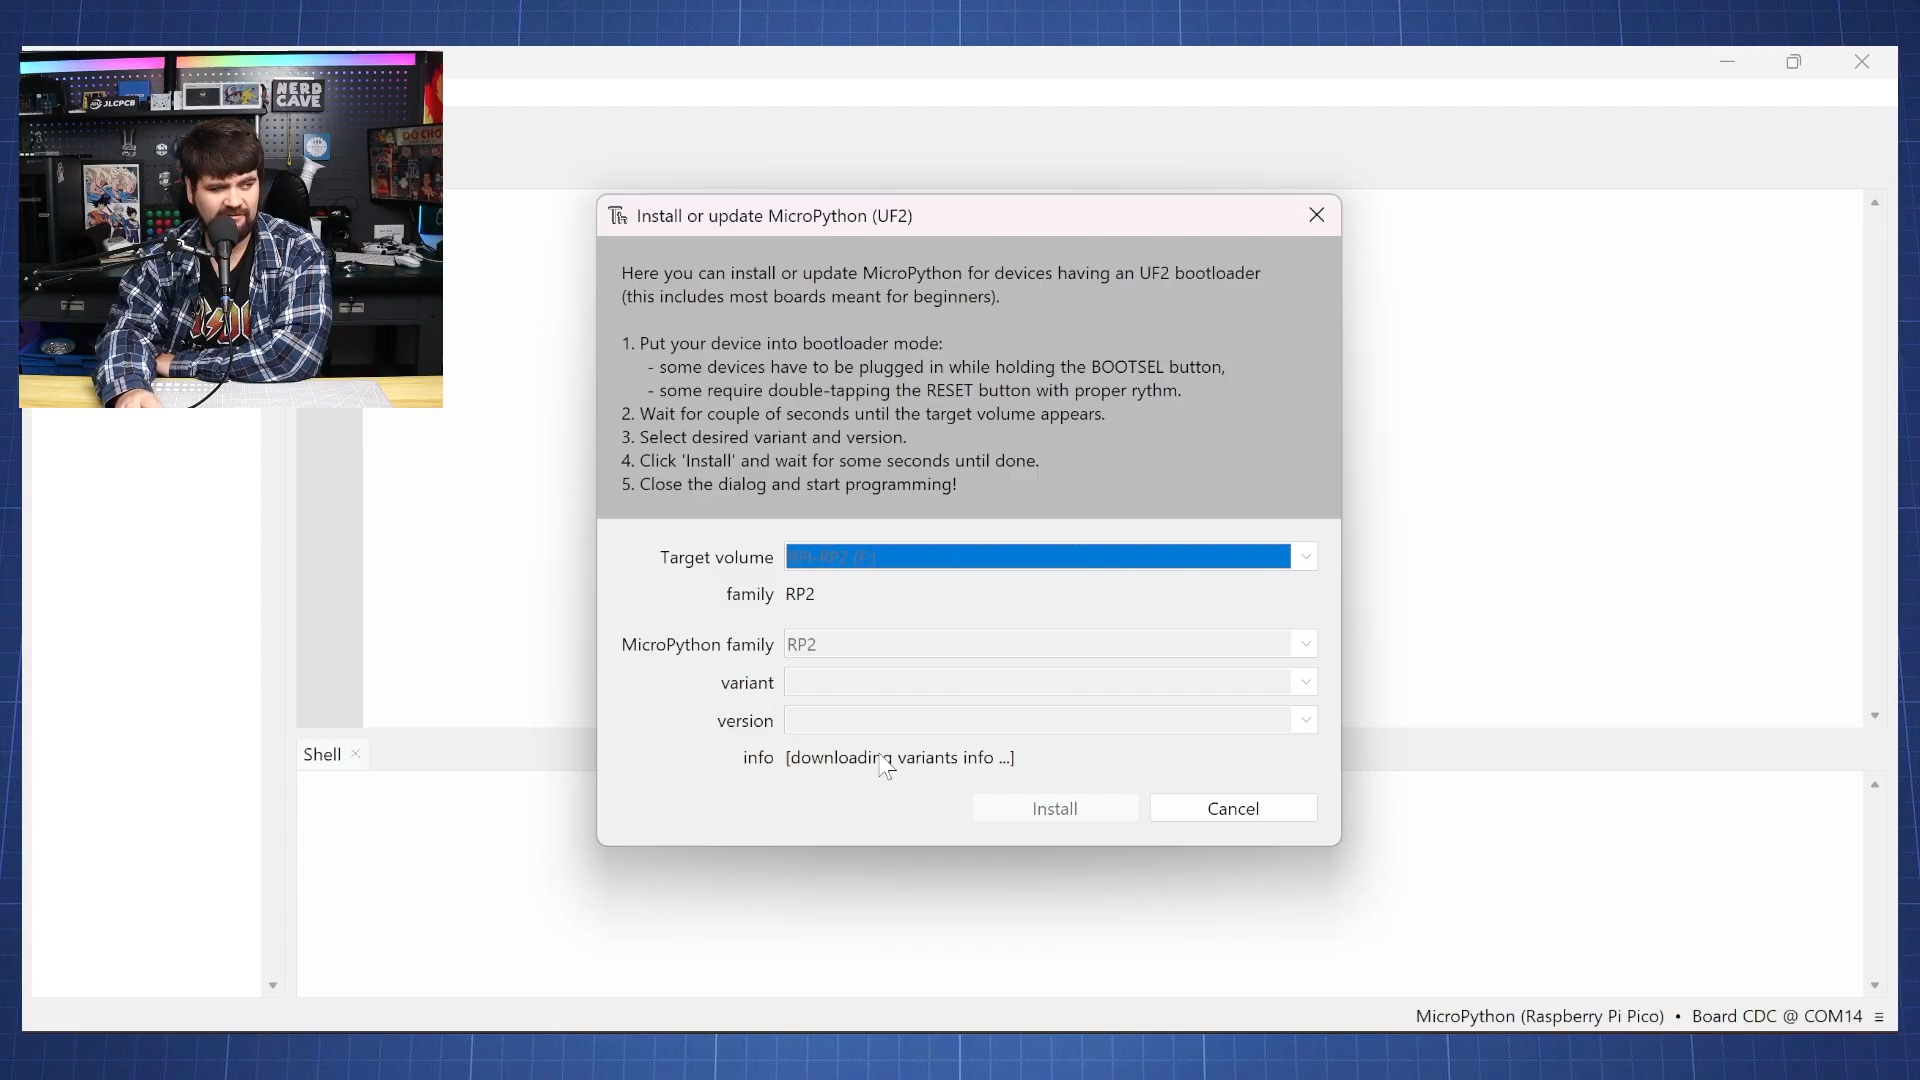 JLCPCB
NERD
CAVE
ĐỒ CHƠI
Install or update MicroPython (UF2)
Here you can install or update MicroPython for devices having an UF2 bootloader
(this includes most boards meant for beginners).
1. Put your device into bootloader mode:
- some devices have to be plugged in while holding the BOOTSEL button,
- some require double-tapping the RESET button with proper rythm.
2. Wait for couple of seconds until the target volume appears.
3. Select desired variant and version.
4. Click 'Install' and wait for some seconds until done.
5. Close the dialog and start programming!
Target volume RPI-RP2 (F:)
family RP2
MicroPython family RP2
variant
version
info [downloading variants info ...]
Install Cancel
Shell
MicroPython (Raspberry Pi Pico) • Board CDC @ COM14 ≡